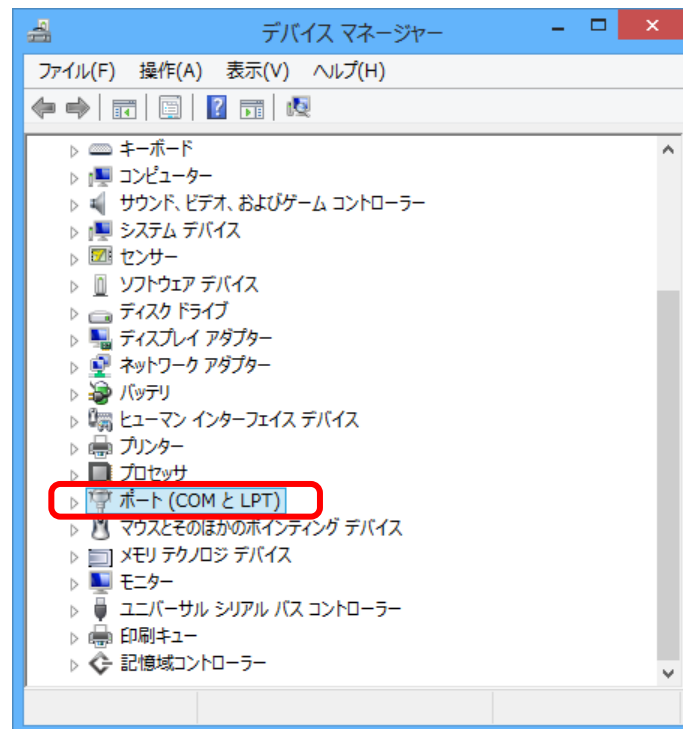 デバイス マネージャー
ファイル(F) 操作(A) 表示(V) ヘルプ(H)
キーボード
コンピューター
サウンド、ビデオ、およびゲーム コントローラー
システム デバイス
センサー
ソフトウェア デバイス
ディスク ドライブ
ディスプレイ アダプター
ネットワーク アダプター
バッテリ
ヒューマン インターフェイス デバイス
プリンター
プロセッサ
ポート (COM と LPT)
マウスとそのほかのポインティング デバイス
メモリ テクノロジ デバイス
モニター
ユニバーサル シリアル バス コントローラー
印刷キュー
記憶域コントローラー